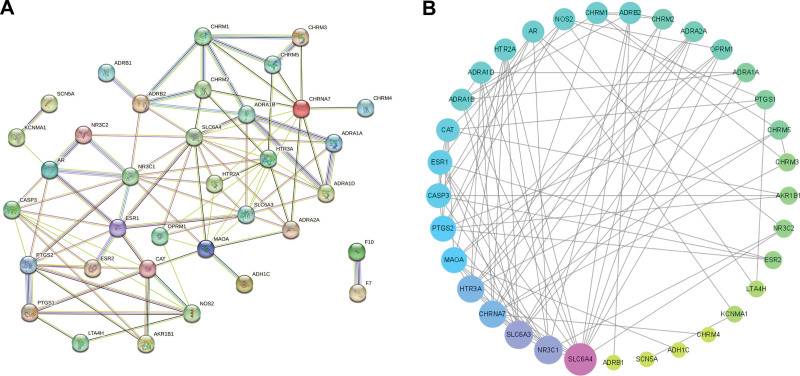 A
CHRM1
CHRM3
CHRM5
ADRB1
CHRM2
SCN5A
ADRB2
ADRA1B
CHRNA7
CHRM4
KCNMA1
NR3C2
SLC6A4
ADRA1A
HTR3A
AR
NR3C1
HTR2A
ADRA1D
CASP3
SLC6A3
ESR1
OPRM1
ADRA2A
PTGS2
MAOA
F10
ESR2
CAT
ADH1C
F7
PTGS1
NOS2
LTA4H
AKR1B1
B
NOS2
CHRM1
ADRB2
CHRM2
AR
ADRA2A
HTR2A
OPRM1
ADRA1D
ADRA1A
ADRA1B
PTGS1
CAT
CHRM5
ESR1
CHRM3
CASP3
AKR1B1
PTGS2
NR3C2
MAOA
ESR2
HTR3A
LTA4H
CHRNA7
KCNMA1
SLC6A3
CHRM4
NR3C1
ADH1C
SLC6A4
ADRB1
SCN5A